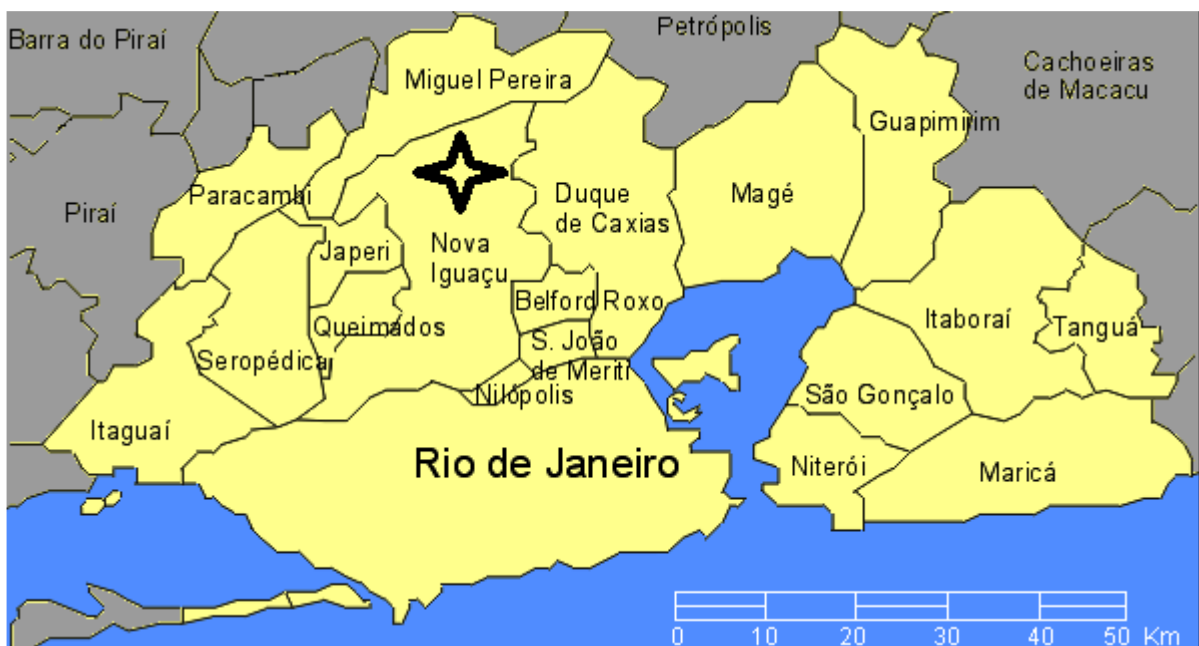 Petrópolis
Barra do Piraí
Cachoeiras
de Macacu
Miguel Pereira
Guapimirim
Paracambi
Piraí
Duque
de Caxias
Magé
Japeri
Nova
Iguaçu
Belford Roxo
Queimados
Itaboraí
Tanguá
S. João
de Meriti
Seropédica
Nilópolis
São Gonçalo
Itaguaí
Rio de Janeiro
Niterói
Maricá
0 10 20 30 40 50 Km